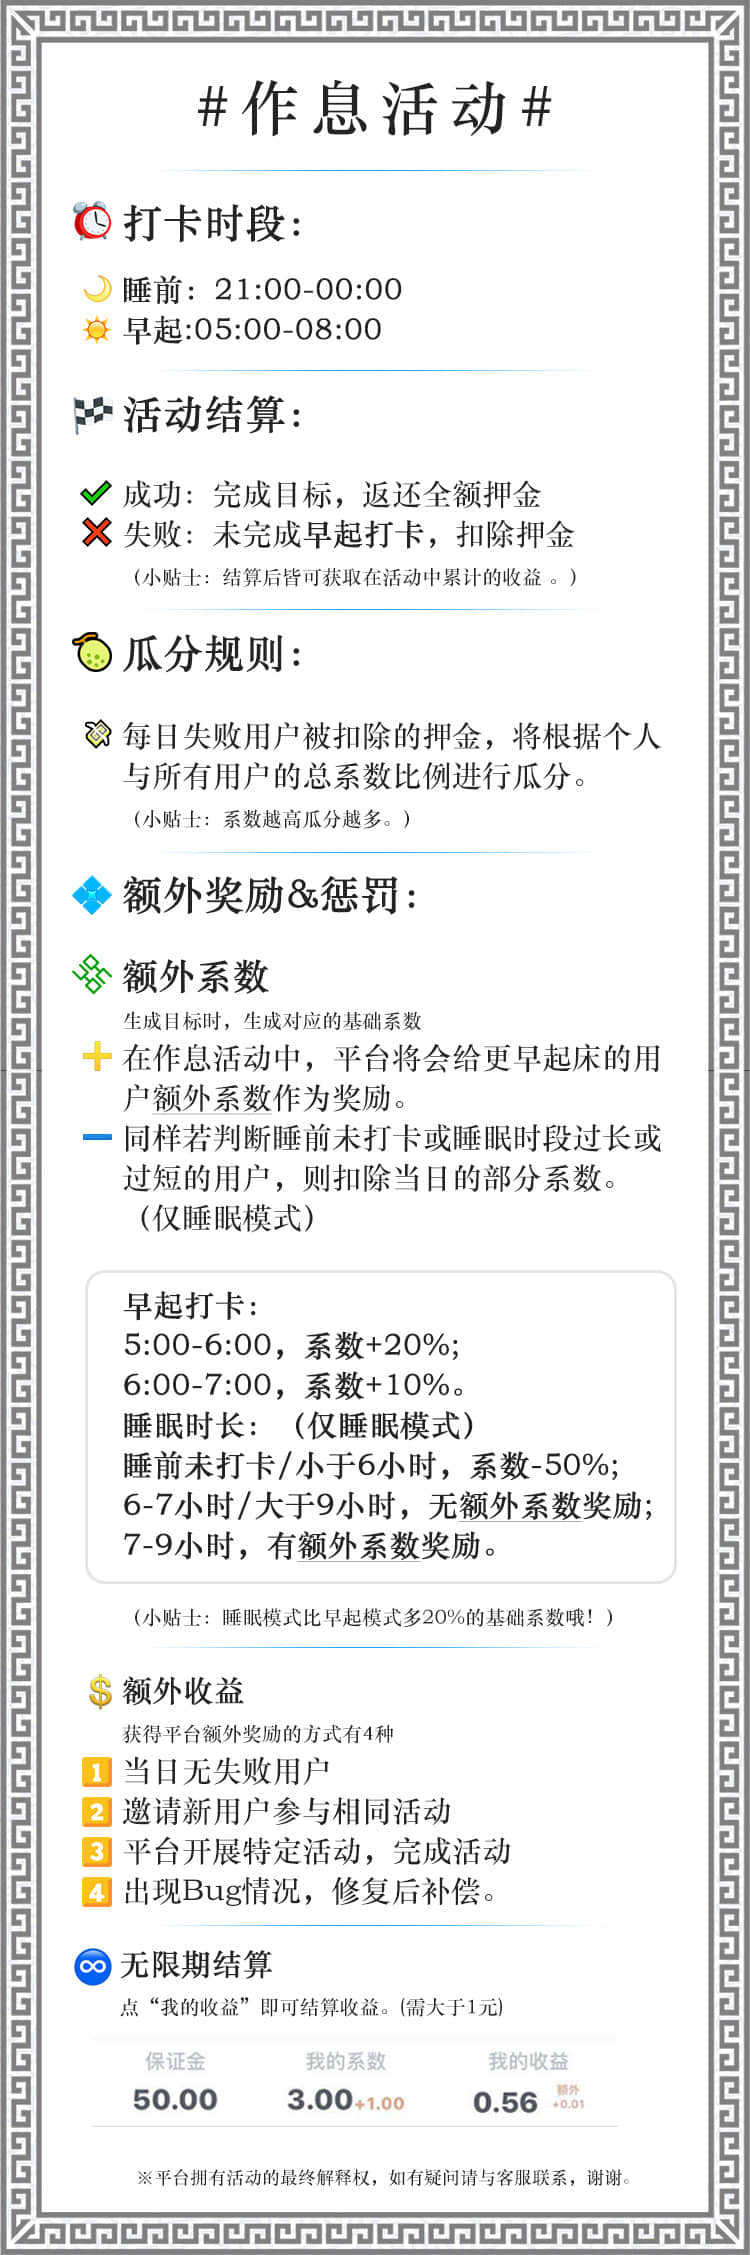 #作息活动#
打卡时段：
睡前：21:00-00:00
早起:05:00-08:00
活动结算：
成功：完成目标，返还全额押金
失败：未完成早起打卡，扣除押金
（小贴士：结算后皆可获取在活动中累计的收益 。）
瓜分规则：
每日失败用户被扣除的押金，将根据个人
与所有用户的总系数比例进行瓜分。
（小贴士：系数越高瓜分越多。）
额外奖励&惩罚：
额外系数
生成目标时，生成对应的基础系数
在作息活动中，平台将会给更早起床的用
户额外系数作为奖励。
同样若判断睡前未打卡或睡眠时段过长或
过短的用户，则扣除当日的部分系数。
（仅睡眠模式）
早起打卡：
5:00-6:00，系数+20%;
6:00-7:00，系数+10%。
睡眠时长：（仅睡眠模式）
睡前未打卡/小于6小时，系数-50%;
6-7小时/大于9小时，无额外系数奖励;
7-9小时，有额外系数奖励。
（小贴士：睡眠模式比早起模式多20%的基础系数哦！）
额外收益
获得平台额外奖励的方式有4种
1 当日无失败用户
2 邀请新用户参与相同活动
3 平台开展特定活动，完成活动
4 出现Bug情况，修复后补偿。
无限期结算
点“我的收益”即可结算收益。(需大于1元)
保证金 我的系数 我的收益 额外
50.00 3.00+1.00 0.56 +0.01
※平台拥有活动的最终解释权，如有疑问请与客服联系，谢谢。